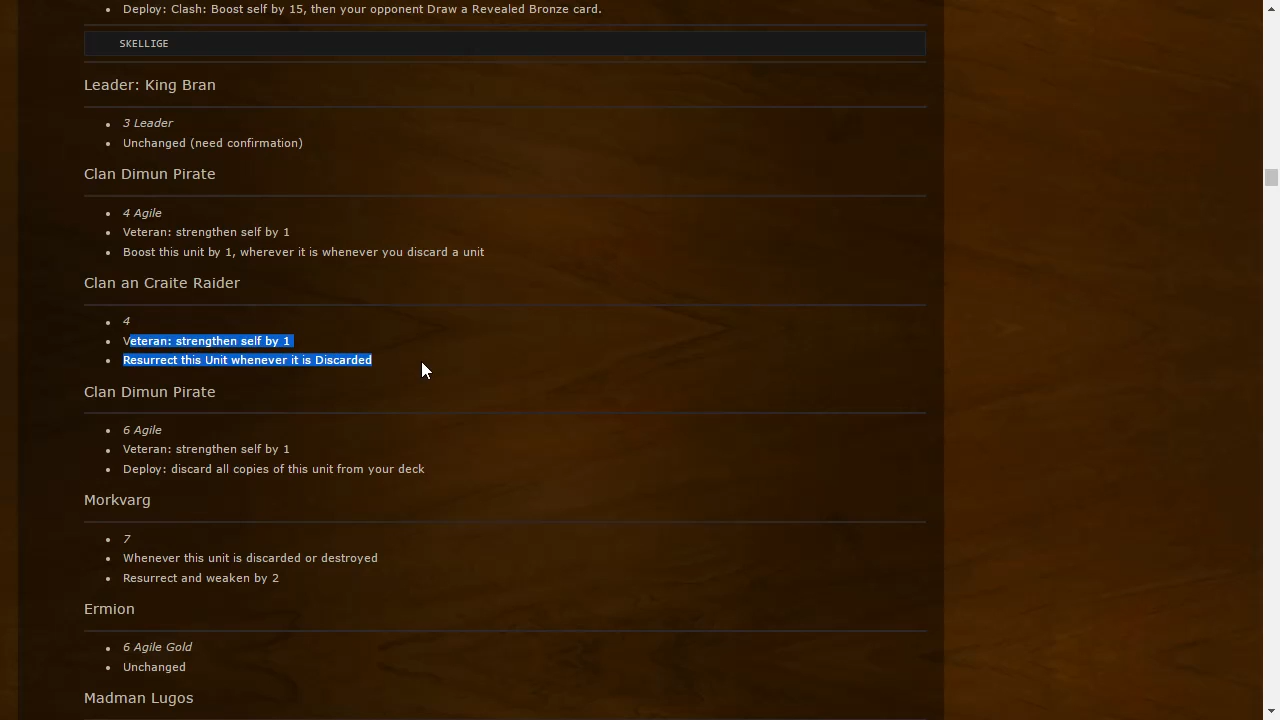 Deploy: Clash: Boost self by 15, then your opponent Draw a Revealed Bronze card.
SKELLIGE
Leader: King Bran
3 Leader
Unchanged (need confirmation)
Clan Dimun Pirate
4 Agile
Veteran: strengthen self by 1
Boost this unit by 1, wherever it is whenever you discard a unit
Clan an Craite Raider
4
Veteran: strengthen self by 1
Resurrect this Unit whenever it is Discarded
Clan Dimun Pirate
6 Agile
Veteran: strengthen self by 1
Deploy: discard all copies of this unit from your deck
Morkvarg
7
Whenever this unit is discarded or destroyed
Resurrect and weaken by 2
Ermion
6 Agile Gold
Unchanged
Madman Lugos